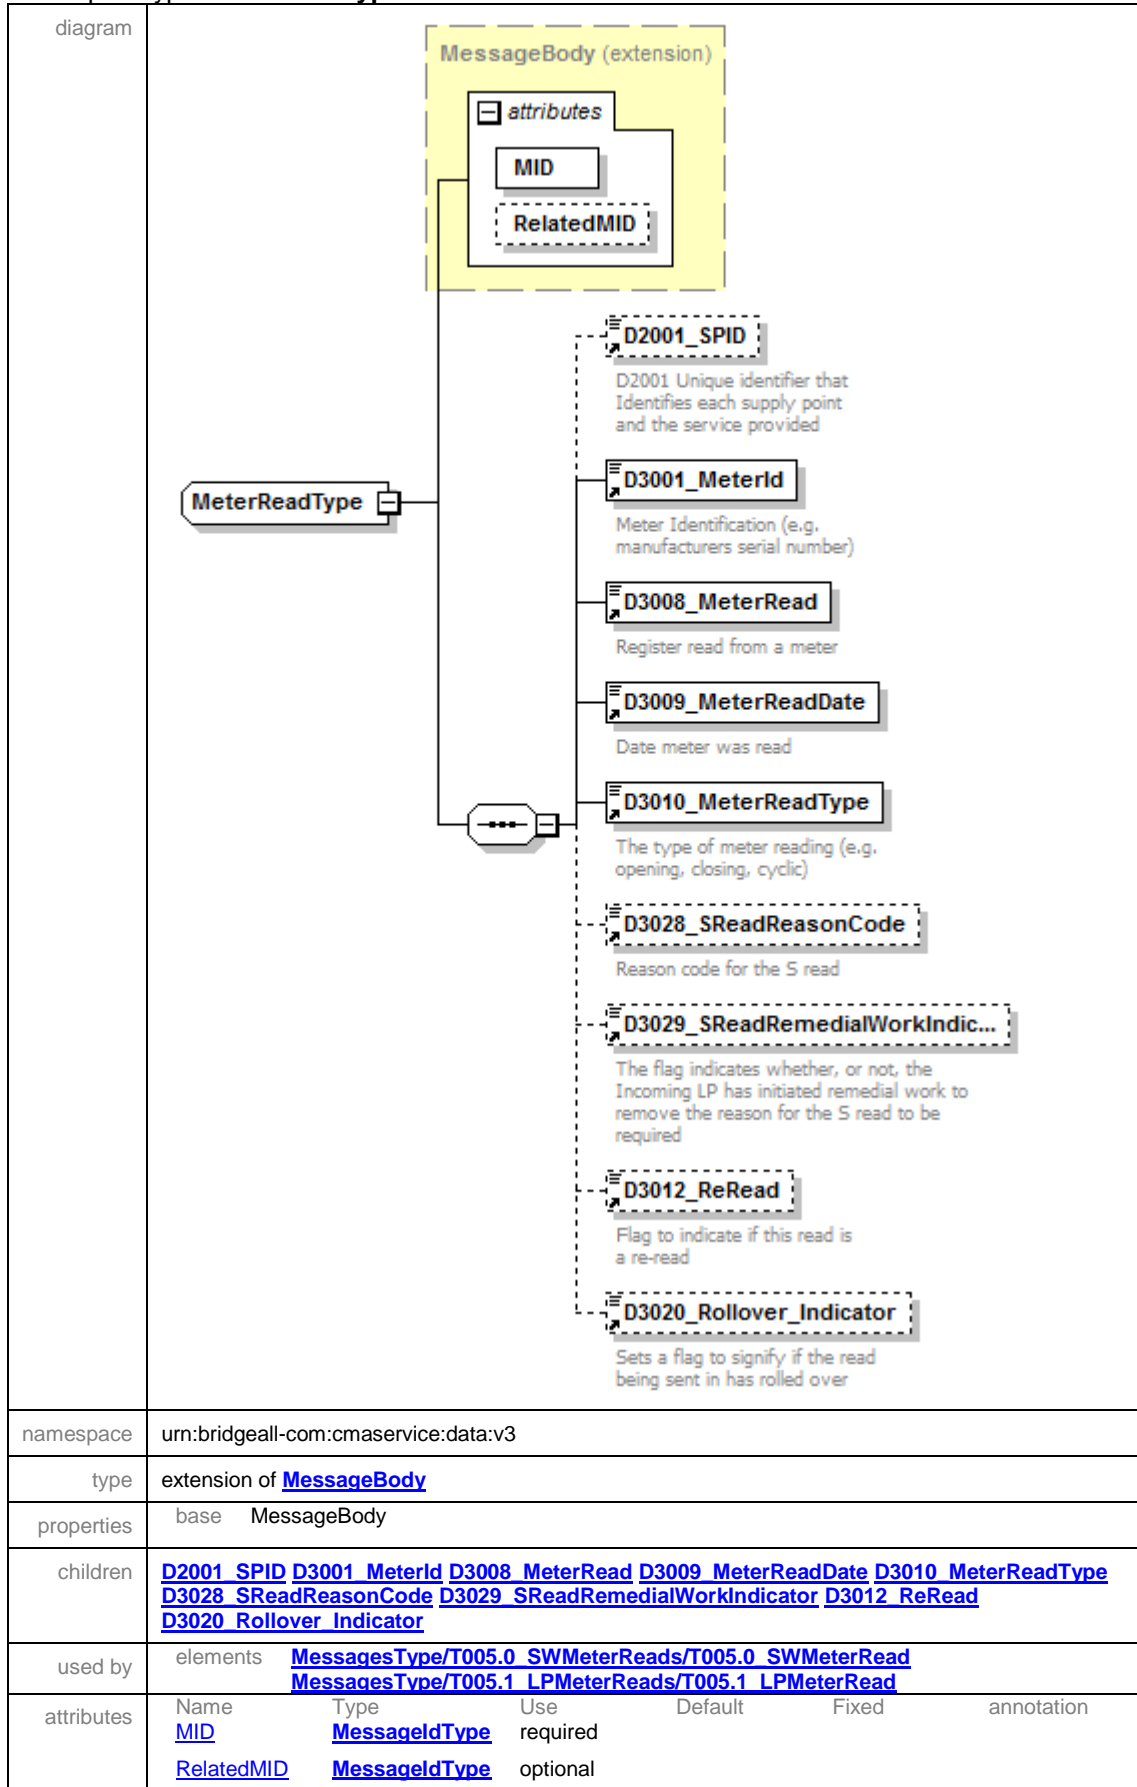 diagram
MessageBody (extension)
attributes
MID
RelatedMID
D2001_SPID
D2001 Unique identifier that
Identifies each supply point
and the service provided
D3001_MeterId
Meter Identification (e.g.
manufacturers serial number)
MeterReadType
D3008_MeterRead
Register read from a meter
D3009_MeterReadDate
Date meter was read
D3010_MeterReadType
The type of meter reading (e.g.
opening, closing, cyclic)
D3028_SReadReasonCode
Reason code for the S read
D3029_SReadRemedialWorkIndic...
The flag indicates whether, or not, the
Incoming LP has initiated remedial work to
remove the reason for the S read to be
required
D3012_ReRead
Flag to indicate if this read is
a re-read
D3020_Rollover_Indicator
Sets a flag to signify if the read
being sent in has rolled over
namespace urn:bridgeall-com:cmaservice:data:v3
type extension of MessageBody
properties base MessageBody
children D2001_SPID D3001_MeterId D3008_MeterRead D3009_MeterReadDate D3010_MeterReadType
D3028_SReadReasonCode D3029_SReadRemedialWorkIndicator D3012_ReRead
D3020_Rollover_Indicator
used by elements MessagesType/T005.0_SWMeterReads/T005.0_SWMeterRead
MessagesType/T005.1_LPMeterReads/T005.1_LPMeterRead
attributes Name Type Use Default Fixed annotation
MID MessageIdType required
RelatedMID MessageIdType optional